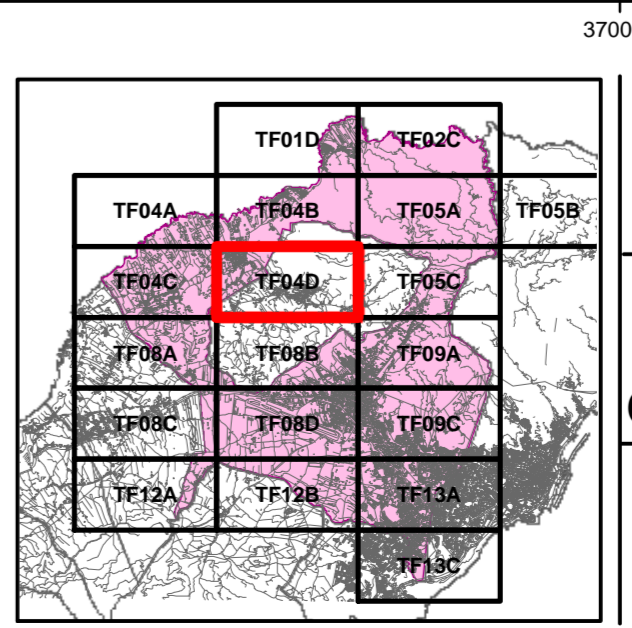 3700
TF01D TF02C
TF04A TF04B TF05A TF05B
TF04C TF04D TF05C
TF08A TF08B TF09A
TF08C TF08D TF09C
TF12A TF12B TF13A
TF13C